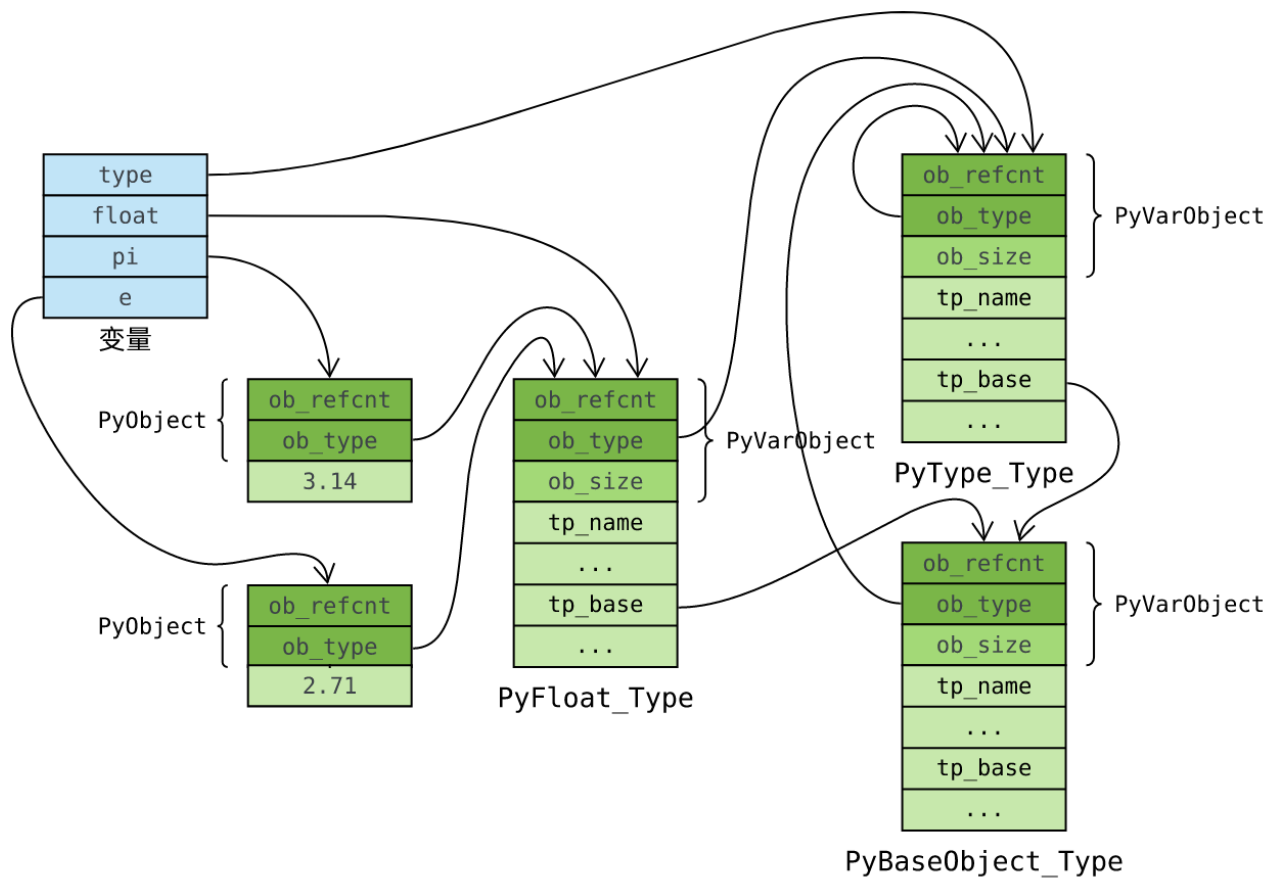 type
float
pi
e
变量
PyObject
ob_refcnt
ob_type
3.14
PyObject
ob_refcnt
ob_type
2.71
ob_refcnt
ob_type
ob_size
tp_name
...
tp_base
...
PyVarObject
PyFloat_Type
ob_refcnt
ob_type
ob_size
tp_name
...
tp_base
...
PyVarObject
PyType_Type
ob_refcnt
ob_type
ob_size
tp_name
...
tp_base
...
PyVarObject
PyBaseObject_Type